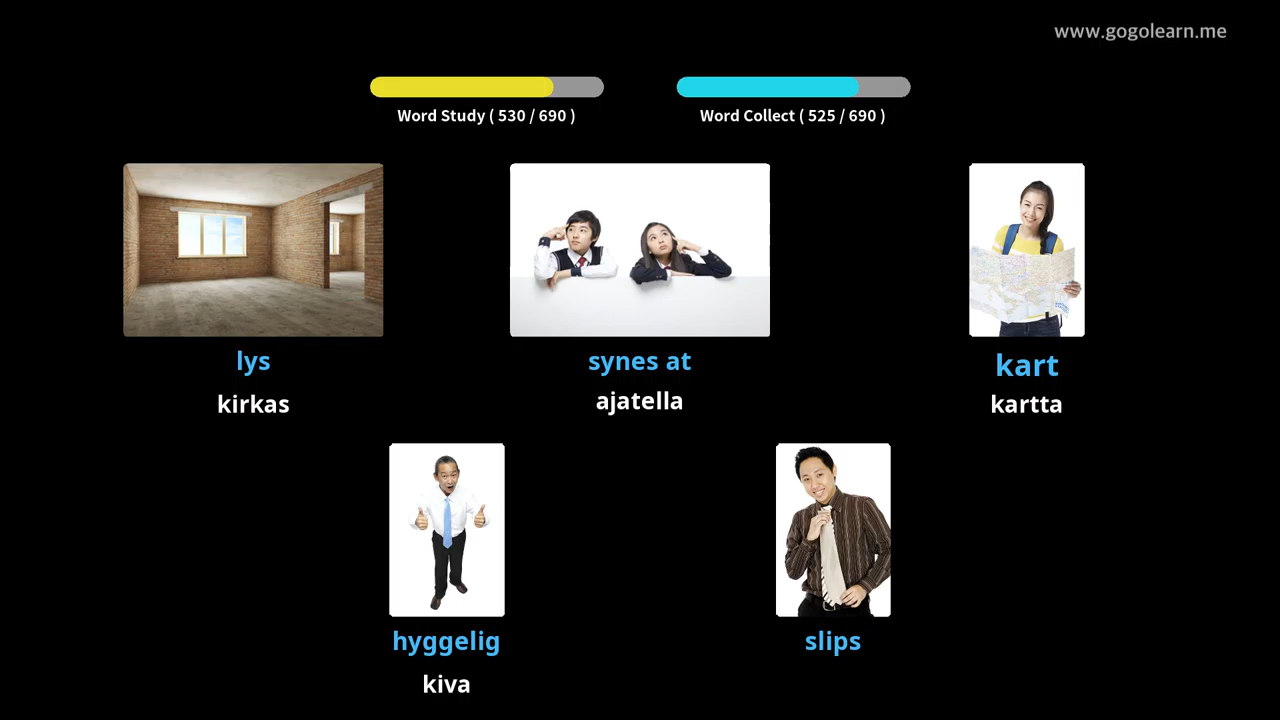 www.gogolearn.me
Word Study ( 530 / 690 )
Word Collect ( 525 / 690 )
lys
synes at
kart
kirkas
ajatella
kartta
hyggelig
slips
kiva